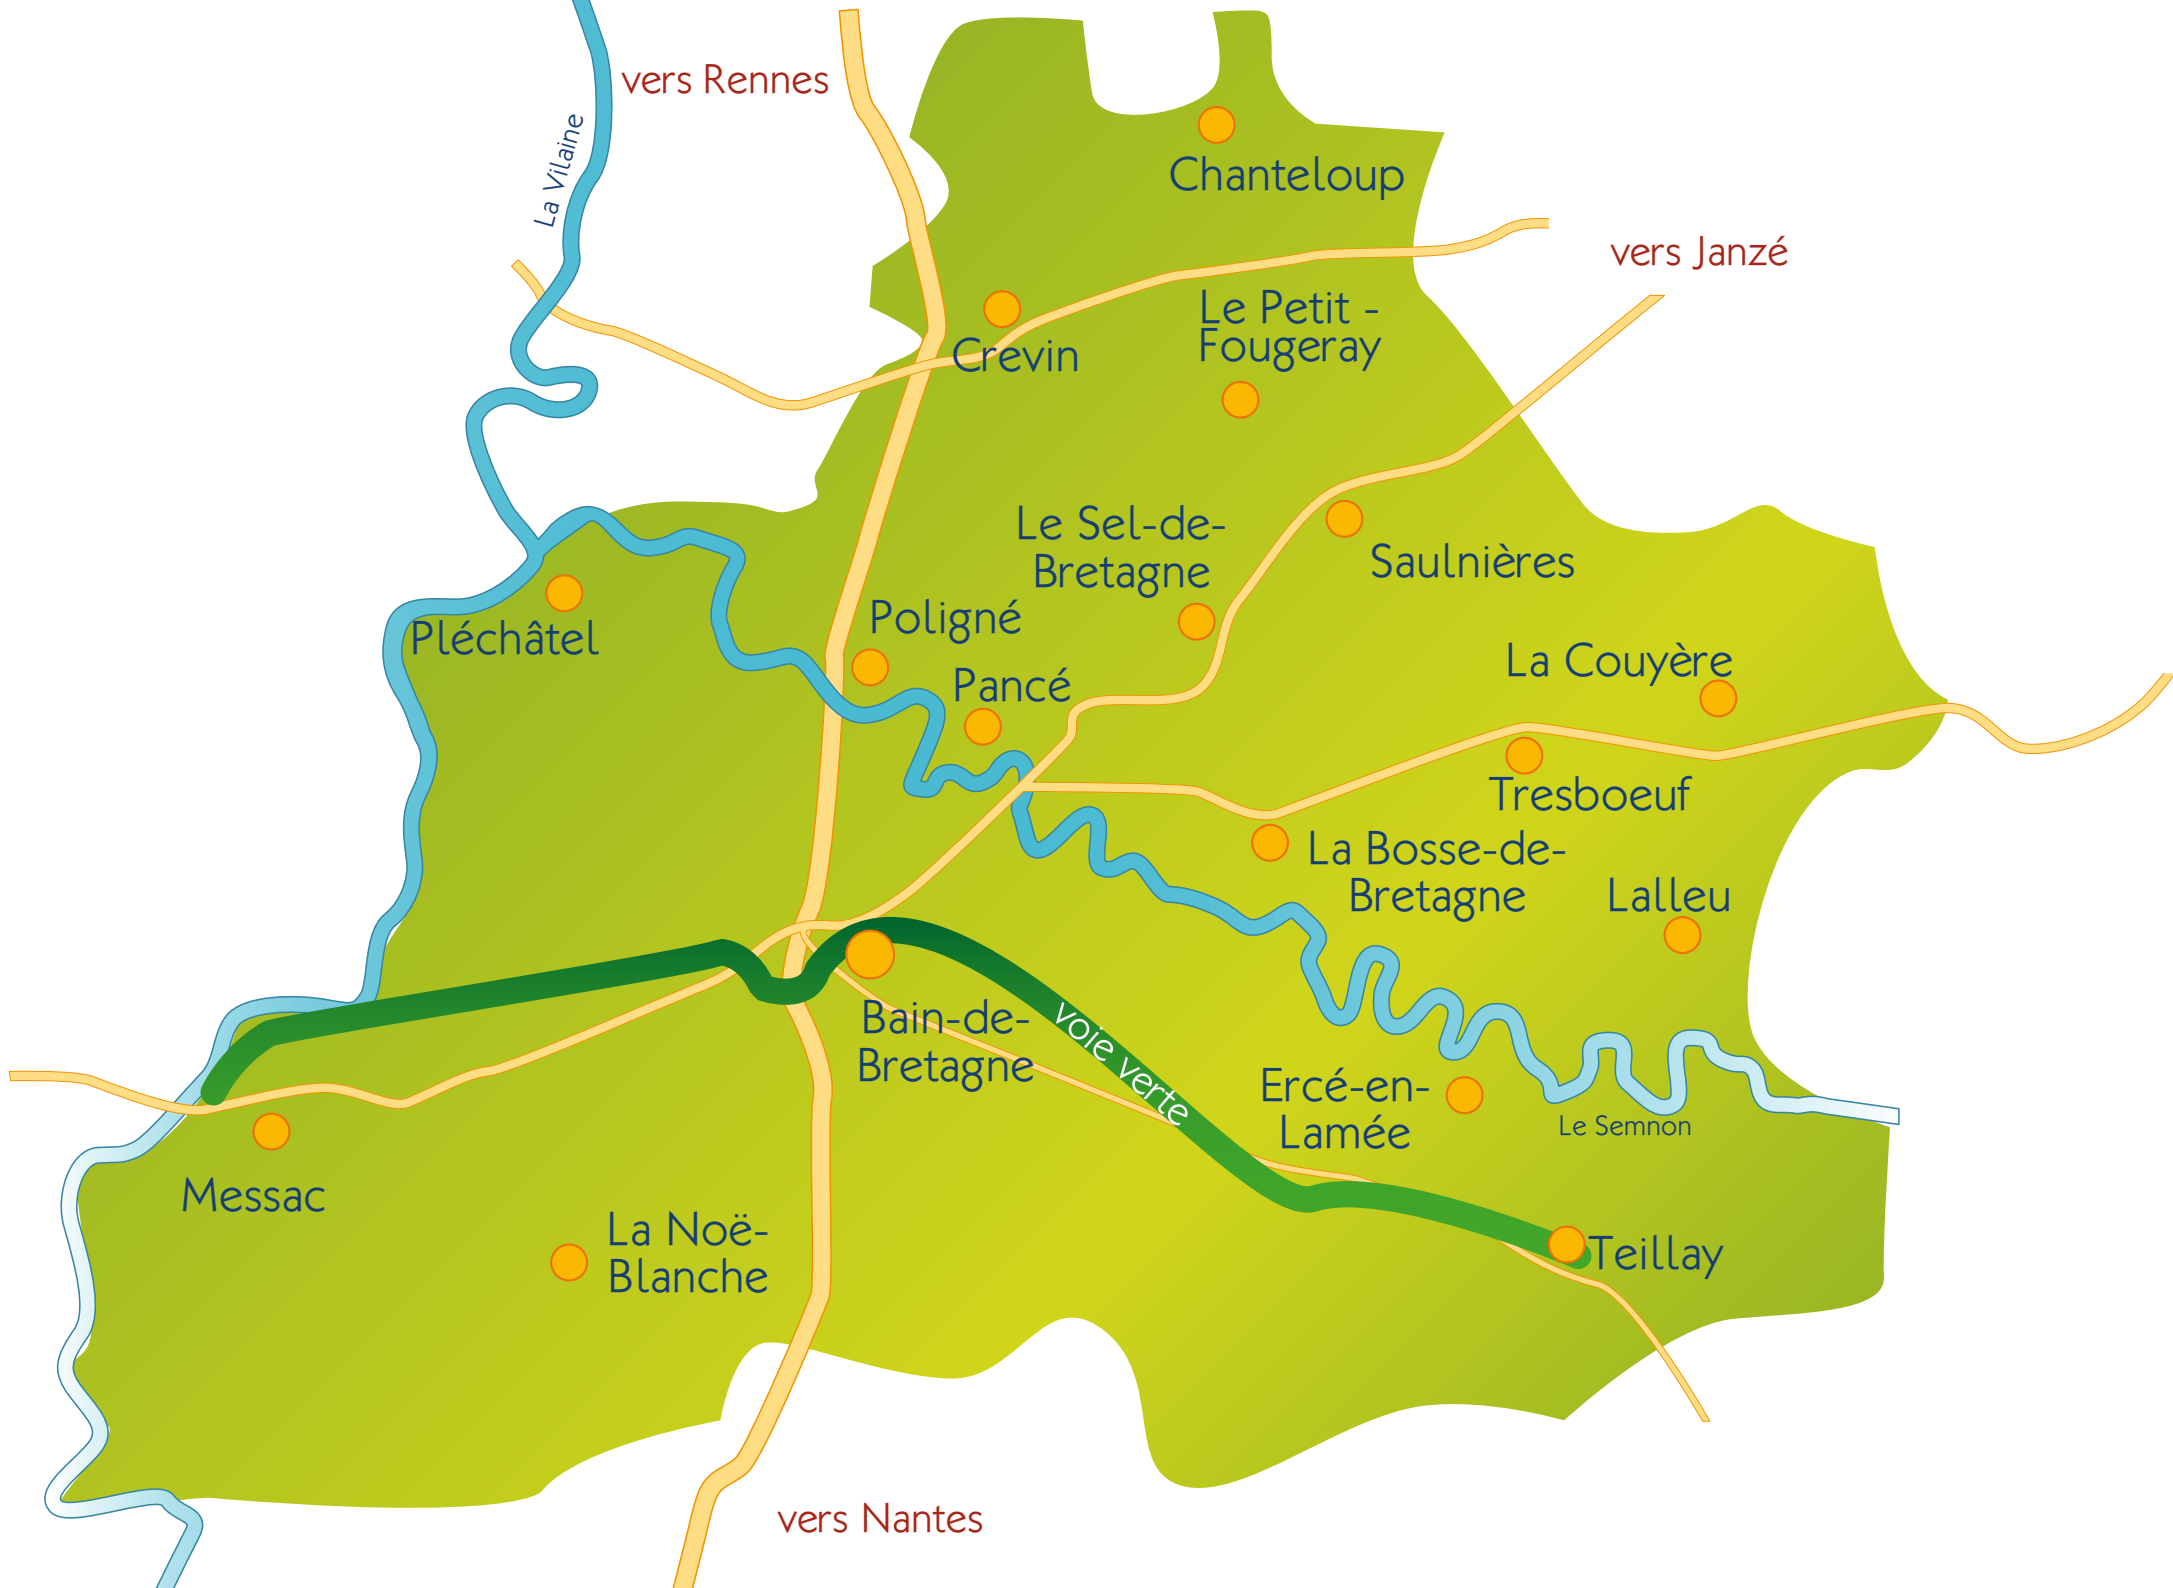 vers Rennes
La Vilaine
Chanteloup
vers Janzé
Le Petit -
Fougeray
Crevin
Le Sel-de-
Bretagne
Saulnières
Poligné
Pléchâtel
La Couyère
Pancé
Tresboeuf
La Bosse-de-
Bretagne
Lalleu
Bain-de-
Bretagne
voie verte
Ercé-en-
Lamée
Le Semnon
Messac
La Noë-
Blanche
Teillay
vers Nantes